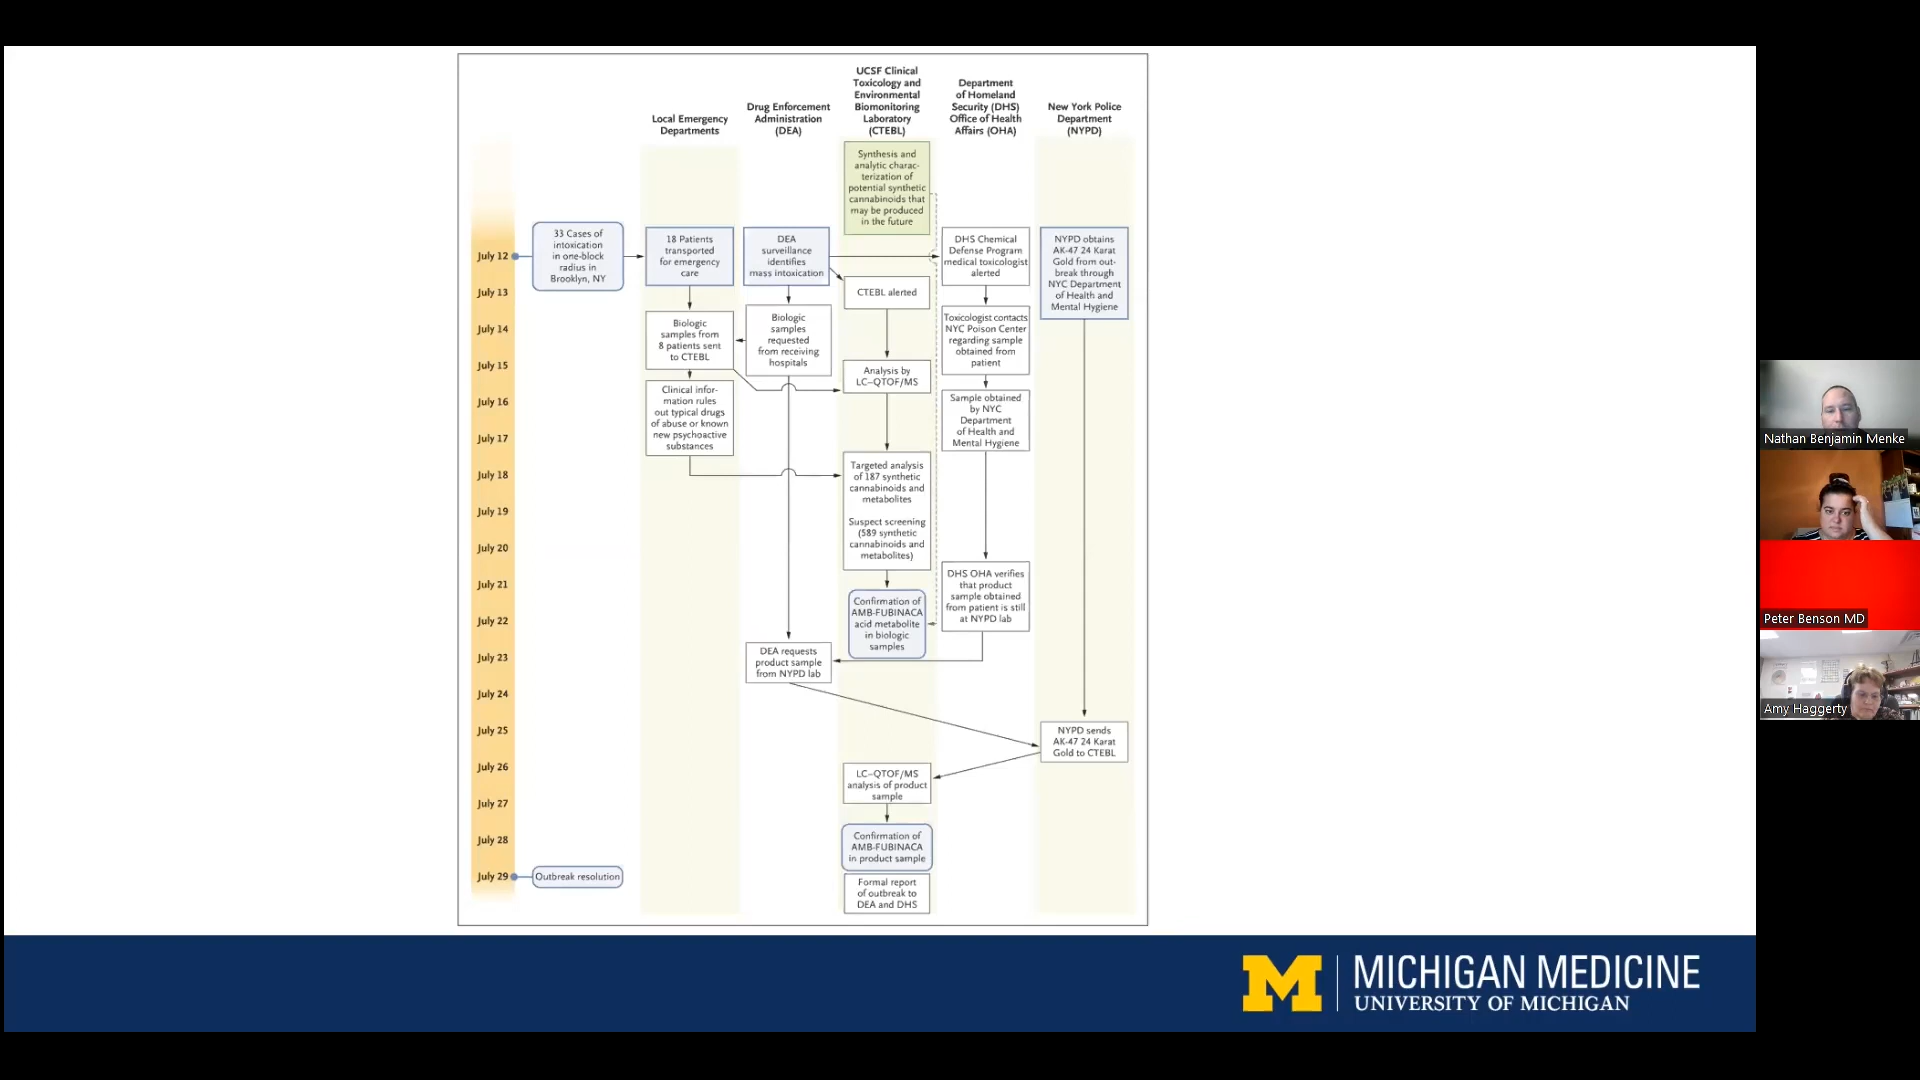 UCSF Clinical
Toxicology and
Environmental
Biomonitoring
Laboratory
(CTEBL)
Department
of Homeland
Security (DHS)
Office of Health
Affairs (OHA)
Drug Enforcement
Administration
(DEA)
New York Police
Department
(NYPD)
Local Emergency
Departments
Synthesis and
analytic charac-
terization of
potential synthetic
cannabinoids that
may be produced
in the future
July 12
July 13
July 14
July 15
July 16
July 17
July 18
July 19
July 20
July 21
July 22
July 23
July 24
July 25
July 26
July 27
July 28
July 29
33 Cases of
intoxication
in one-block
radius in
Brooklyn, NY
18 Patients
transported
for emergency
care
DEA
surveillance
identifies
mass intoxication
DHS Chemical
Defense Program
medical toxicologist
alerted
NYPD obtains
AK-47 24 Karat
Gold from out-
break through
NYC Department
of Health and
Mental Hygiene
CTEBL alerted
Biologic
samples from
8 patients sent
to CTEBL
Biologic
samples
requested
from receiving
hospitals
Toxicologist contacts
NYC Poison Center
regarding sample
obtained from
patient
Analysis by
LC–QTOF/MS
Clinical infor-
mation rules
out typical drugs
of abuse or known
new psychoactive
substances
Sample obtained
by NYC
Department
of Health and
Mental Hygiene
Targeted analysis
of 187 synthetic
cannabinoids and
metabolites
Suspect screening
(589 synthetic
cannabinoids and
metabolites)
DHS OHA verifies
that product
sample obtained
from patient is still
at NYPD lab
Confirmation of
AMB-FUBINACA
acid metabolite
in biologic
samples
DEA requests
product sample
from NYPD lab
NYPD sends
AK-47 24 Karat
Gold to CTEBL
LC–QTOF/MS
analysis of product
sample
Confirmation of
AMB-FUBINACA
in product sample
Outbreak resolution
Formal report
of outbreak to
DEA and DHS
M
MICHIGAN MEDICINE
UNIVERSITY OF MICHIGAN
Nathan Benjamin Menke
Peter Benson MD
Amy Haggerty